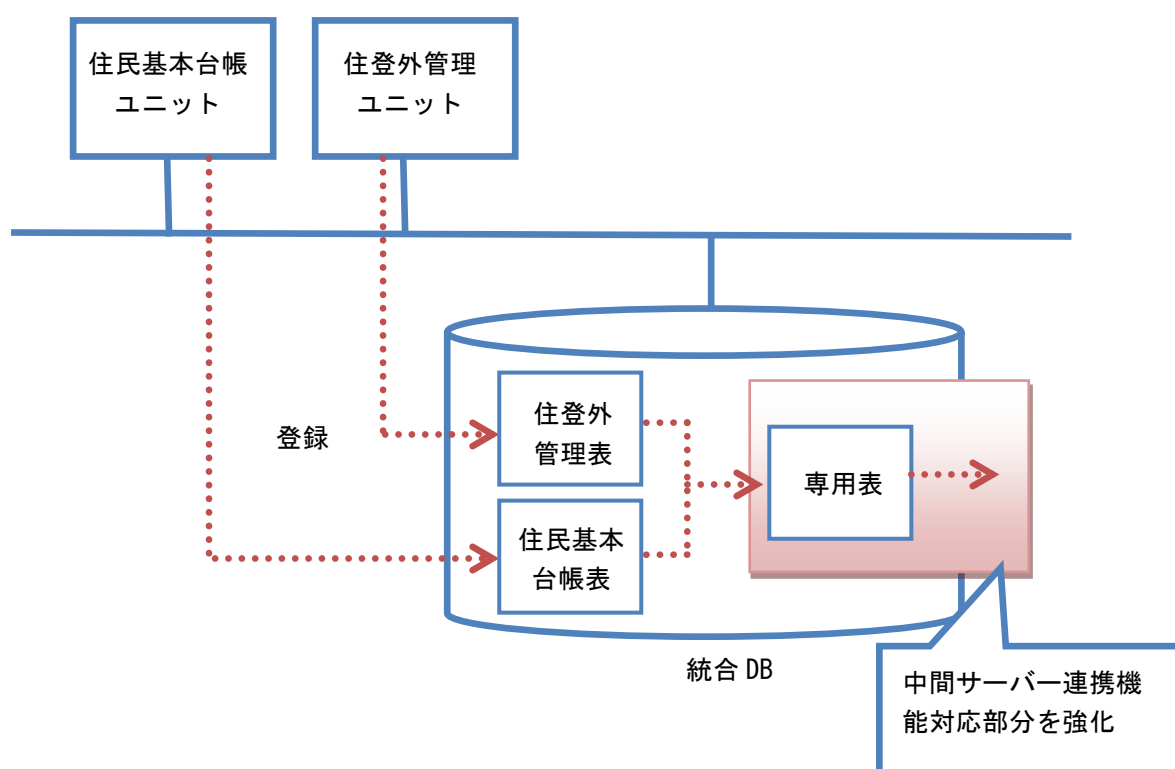 住民基本台帳
ユニット
住登外管理
ユニット
登録
住登外
管理表
専用表
住民基本
台帳表
統合 DB
中間サーバー連携機
能対応部分を強化